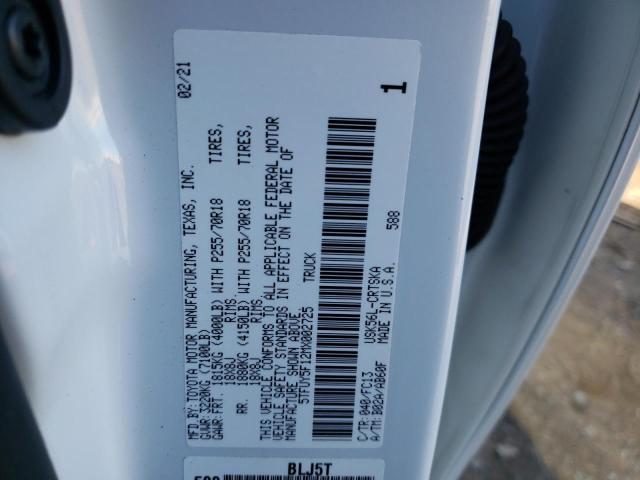 MFD. BY:
TOYOTA MOTOR MANUFACTURING, TEXAS, INC. 02/21
GVWR: 3220KG (7100LB)
GAWR: FRT. 1815KG (4000LB) WITH P255/70R18 TIRES,
18X8J RIMS,
RR. 1880KG (4150LB) WITH P255/70R18 TIRES,
18X8J RIMS,
THIS VEHICLE CONFORMS TO ALL APPLICABLE FEDERAL MOTOR
VEHICLE SAFETY STANDARDS IN EFFECT ON THE DATE OF
MANUFACTURE SHOWN ABOVE.
5TFUY5F12MX002725 TRUCK
USK56L-CRTSKA 588 1
C/TR: 040/FC13 MADE IN U.S.A.
A/TM: B02A/AB60F
BLJ5T
588